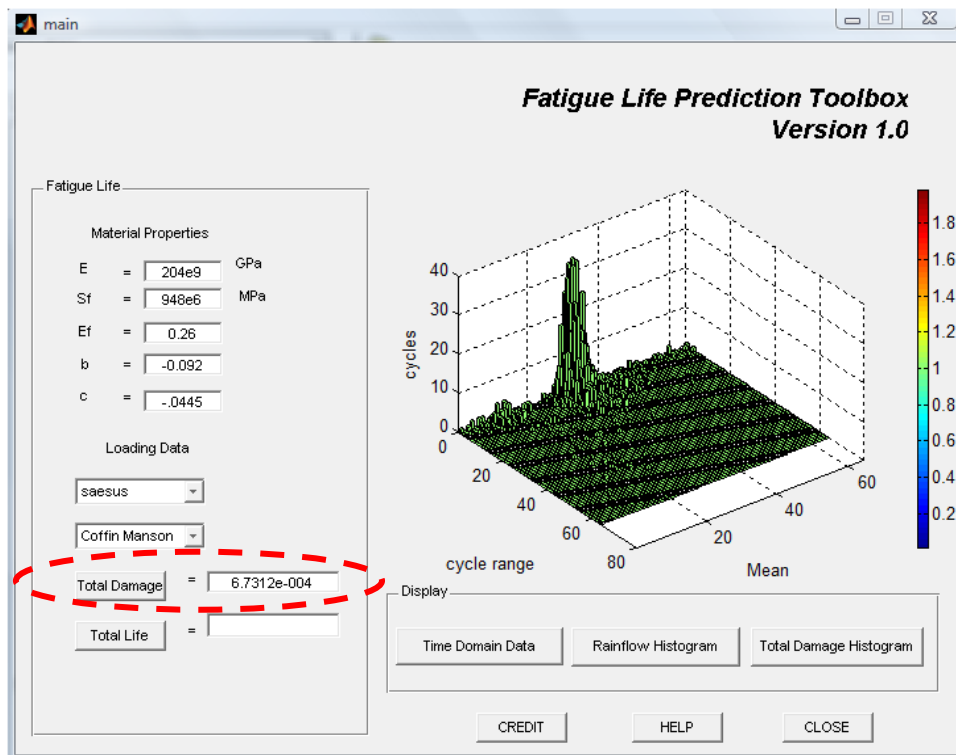 main
Fatigue Life Prediction Toolbox
Version 1.0
Fatigue Life
Material Properties
E = 204e9 GPa
Sf = 948e6 MPa
Ef = 0.26
b = -0.092
c = -.0445
Loading Data
saesus
Coffin Manson
Total Damage = 6.7312e-004
Total Life =
cycles
40
30
20
10
0
0
20
40
60
80
cycle range
20
40
60
Mean
1.8
1.6
1.4
1.2
1
0.8
0.6
0.4
0.2
Display
Time Domain Data
Rainflow Histogram
Total Damage Histogram
CREDIT
HELP
CLOSE